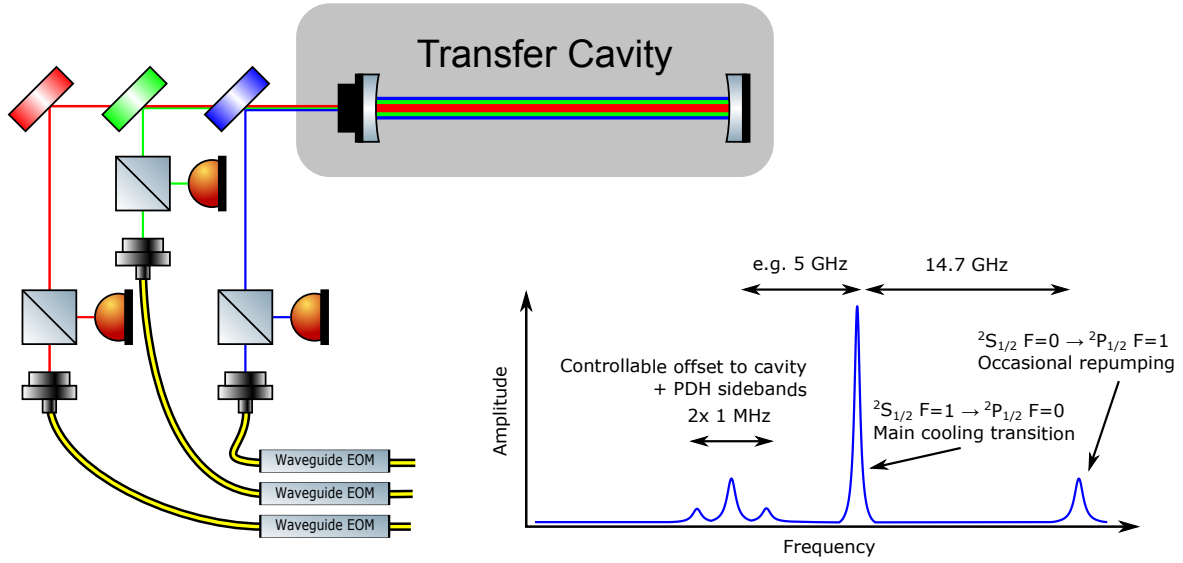 Transfer Cavity
Waveguide EOM
Waveguide EOM
Waveguide EOM
e.g. 5 GHz
14.7 GHz
Controllable offset to cavity
+ PDH sidebands
2x 1 MHz
²S₁/₂ F=0 → ²P₁/₂ F=1
Occasional repumping
²S₁/₂ F=1 → ²P₁/₂ F=0
Main cooling transition
Amplitude
Frequency